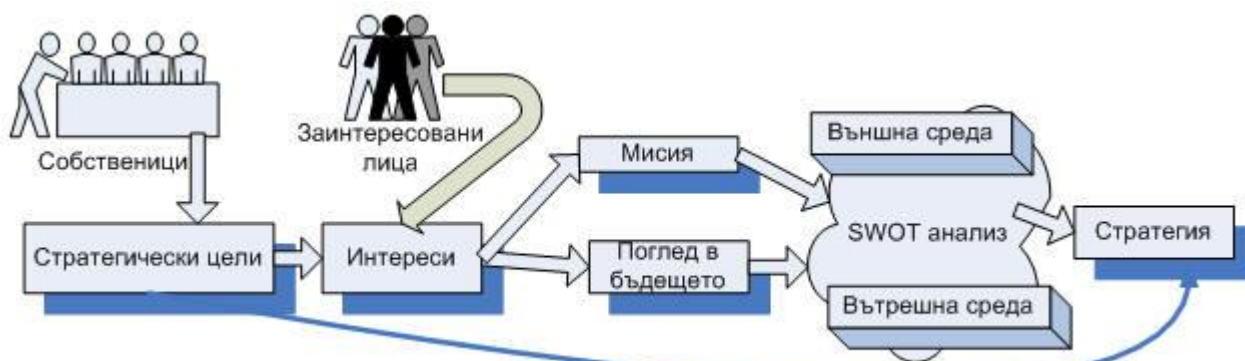 Собственици
Заинтересовани
лица
Стратегически цели
Интереси
Мисия
Поглед в
бъдещето
Външна среда
SWOT анализ
Вътрешна среда
Стратегия